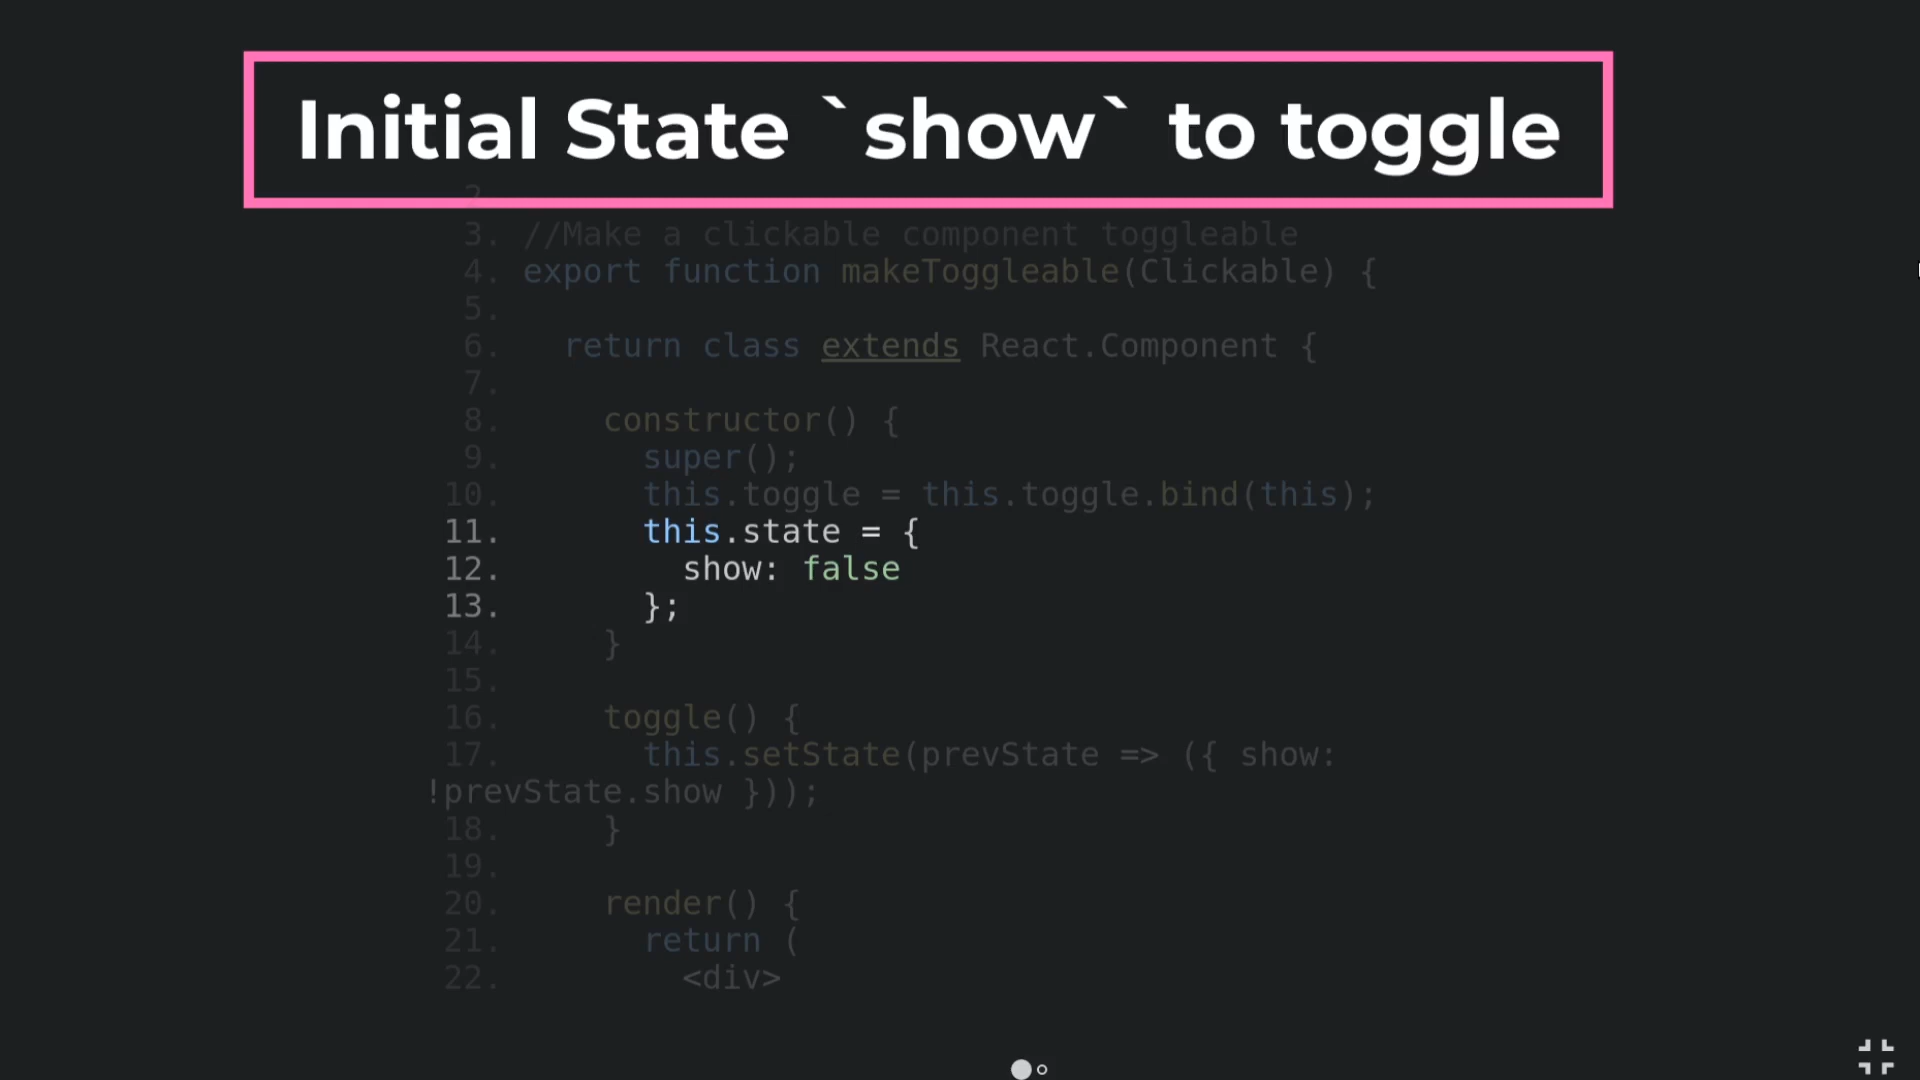 Initial State `show` to toggle
2.
3. //Make a clickable component toggleable
4. export function makeToggleable(Clickable) {
5.
6. return class extends React.Component {
7.
8. constructor() {
9. super();
10. this.toggle = this.toggle.bind(this);
11. this.state = {
12. show: false
13. };
14. }
15.
16. toggle() {
17. this.setState(prevState => ({ show:
!prevState.show }));
18. }
19.
20. render() {
21. return (
22. <div>